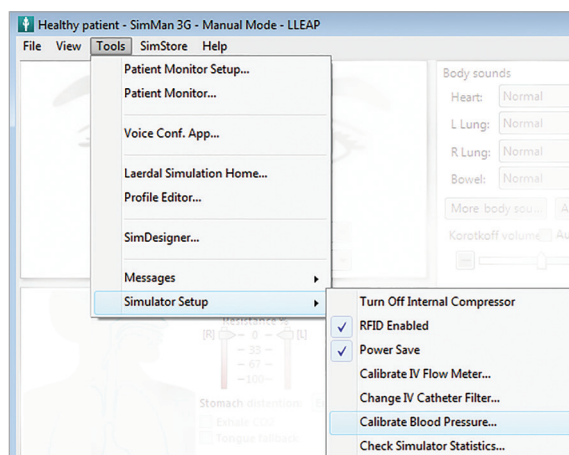 Healthy patient - SimMan 3G - Manual Mode - LLEAP
File View Tools SimStore Help
Patient Monitor Setup...
Patient Monitor...
Voice Conf. App...
Laerdal Simulation Home...
Profile Editor...
SimDesigner...
Messages
Simulator Setup
Turn Off Internal Compressor
RFID Enabled
Power Save
Calibrate IV Flow Meter...
Change IV Catheter Filter...
Calibrate Blood Pressure...
Check Simulator Statistics...
Body sounds
Heart: Normal
L Lung: Normal
R Lung: Normal
Bowel: Normal
More body sou... A
Korotkoff volume Au
Resistance %
[R] 0 [L]
- 33 -
- 67 -
-100-
Stomach distention:
Exhale CO2
Tongue fallback